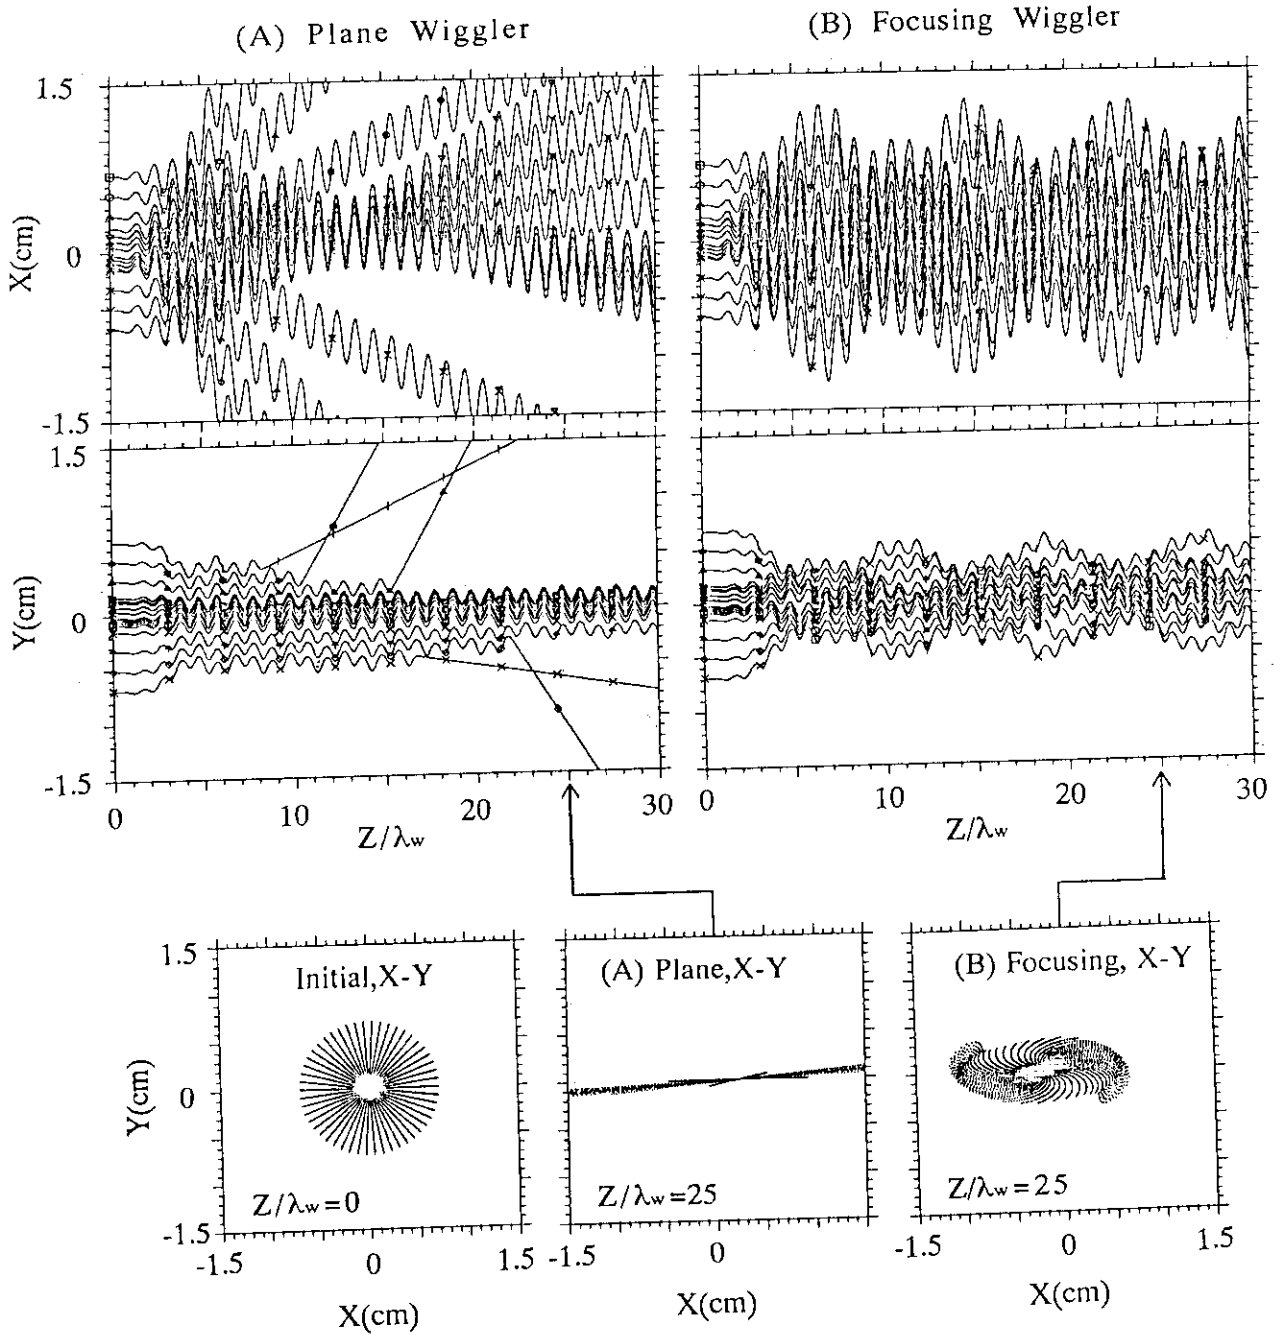 (A) Plane Wiggler
(B) Focusing Wiggler
1.5
X(cm)
0
-1.5
1.5
Y(cm)
0
-1.5
0
10
20
30
Z/λw
0
10
20
30
Z/λw
1.5
Y(cm)
0
-1.5
Initial,X-Y
Z/λw=0
(A) Plane,X-Y
Z/λw=25
(B) Focusing, X-Y
Z/λw=25
-1.5
0
1.5
-1.5
0
-1.5
0
1.5
X(cm)
X(cm)
X(cm)